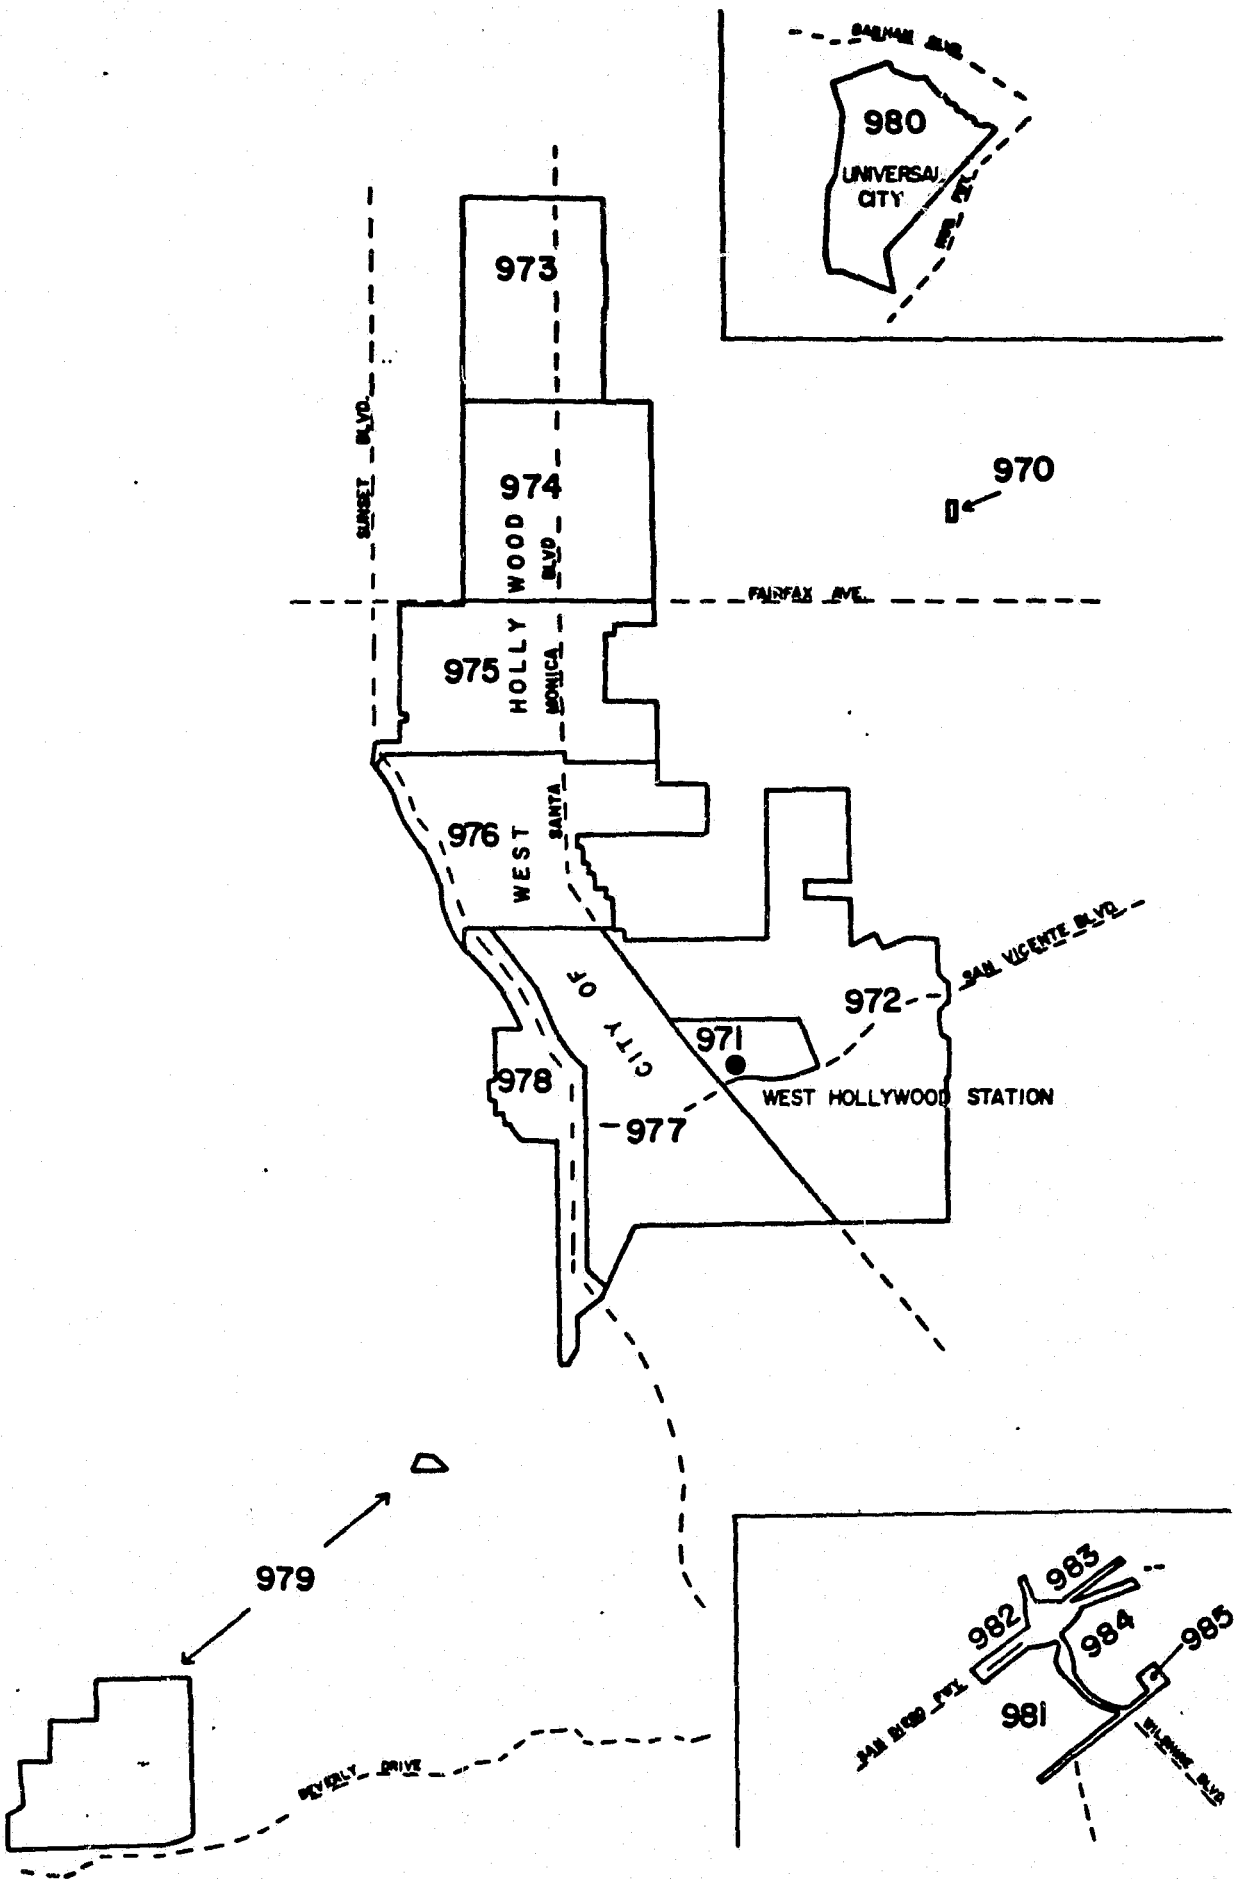 BARHAM BLVD.
980
UNIVERSAL
CITY
HWD. FWY.
973
SUNSET BLVD.
974
970
FAIRFAX AVE.
975
976
CITY OF WEST HOLLYWOOD
SANTA MONICA BLVD
SAN VICENTE BLVD.
972
971
978
WEST HOLLYWOOD STATION
977
979
983
982
984
985
SAN DIEGO FWY.
981
WILSHIRE BLVD.
BEVERLY DRIVE